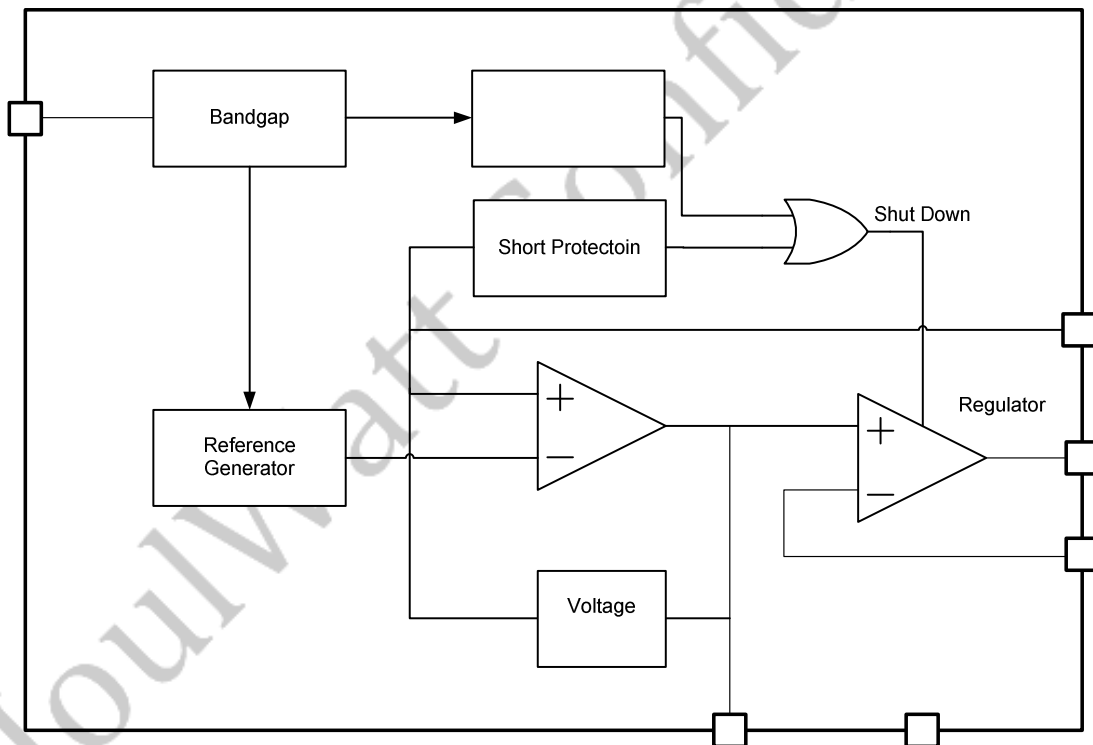 Bandgap
Shut Down
Short Protectoin
Regulator
Reference
Generator
Voltage